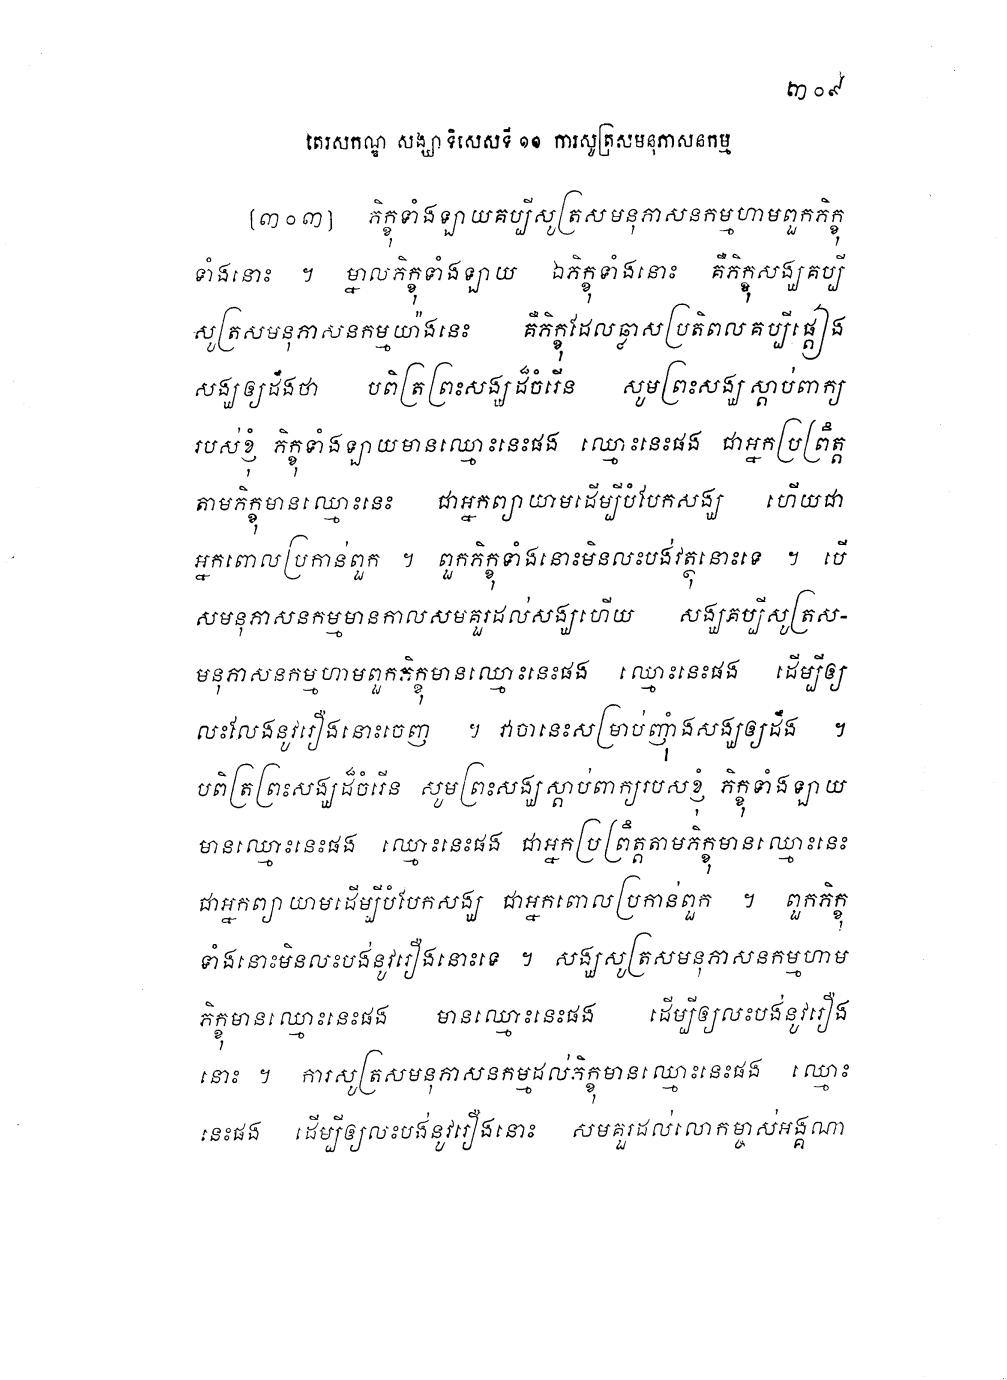 ៣០៩
តេរសកណ្ឌ សង្ឃាទិសេសទី ១១ ការសូត្រសមនុភាសនកម្ម
[៣០៣] ភិក្ខុទាំងឡាយគប្បីសូត្រសមនុភាសនកម្មហាមពួកភិក្ខុ
ទាំងនោះ ។ ម្នាលភិក្ខុទាំងឡាយ ឯភិក្ខុទាំងនោះ គឺភិក្ខុសង្ឃគប្បី
សូត្រសមនុភាសនកម្មយ៉ាងនេះ គឺភិក្ខុដែលឆ្លាសប្រតិពលគប្បីផ្តៀង
សង្ឃឲ្យដឹងថា បពិត្រព្រះសង្ឃដ៏ចំរើន សូមព្រះសង្ឃស្តាប់ពាក្យ
របស់ខ្ញុំ ភិក្ខុទាំងឡាយមានឈ្មោះនេះផង ឈ្មោះនេះផង ជាអ្នកប្រព្រឹត្ត
តាមភិក្ខុមានឈ្មោះនេះ ជាអ្នកព្យាយាមដើម្បីបំបែកសង្ឃ ហើយជា
អ្នកពោលប្រកាន់ពួក ។ ពួកភិក្ខុទាំងនោះមិនលះបង់វត្ថុនោះទេ ។ បើ
សមនុភាសនកម្មមានកាលសមគួរដល់សង្ឃហើយ សង្ឃគប្បីសូត្រស-
មនុភាសនកម្មហាមពួកភិក្ខុមានឈ្មោះនេះផង ឈ្មោះនេះផង ដើម្បីឲ្យ
លះលែងនូវរឿងនោះចេញ ។ វាចានេះសម្រាប់ញុំាងសង្ឃឲ្យដឹង ។
បពិត្រព្រះសង្ឃដ៏ចំរើន សូមព្រះសង្ឃស្តាប់ពាក្យរបស់ខ្ញុំ ភិក្ខុទាំងឡាយ
មានឈ្មោះនេះផង ឈ្មោះនេះផង ជាអ្នកប្រព្រឹត្តតាមភិក្ខុមានឈ្មោះនេះ
ជាអ្នកព្យាយាមដើម្បីបំបែកសង្ឃ ជាអ្នកពោលប្រកាន់ពួក ។ ពួកភិក្ខុ
ទាំងនោះមិនលះបង់នូវរឿងនោះទេ ។ សង្ឃសូត្រសមនុភាសនកម្មហាម
ភិក្ខុមានឈ្មោះនេះផង មានឈ្មោះនេះផង ដើម្បីឲ្យលះបង់នូវរឿង
នោះ ។ ការសូត្រសមនុភាសនកម្មដល់ភិក្ខុមានឈ្មោះនេះផង ឈ្មោះ
នេះផង ដើម្បីឲ្យលះបង់នូវរឿងនោះ សមគួរដល់លោកម្ចាស់អង្គណា